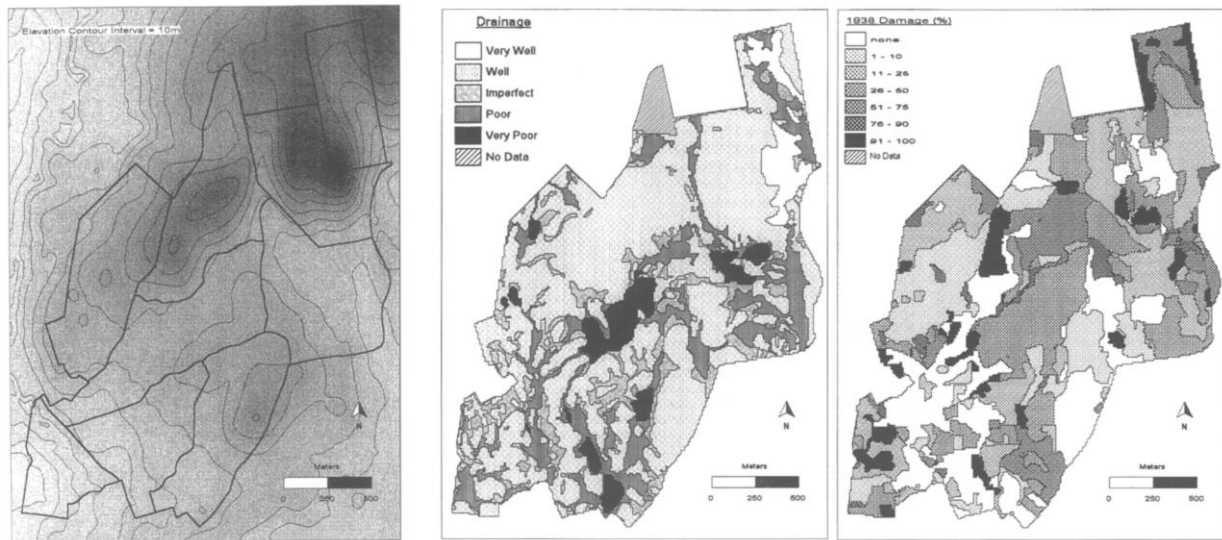 Elevation Contour Interval = 10m
N
Meters
0 250 500
Drainage
Very Well
Well
Imperfect
Poor
Very Poor
No Data
N
Meters
0 250 500
1938 Damage (%)
none
1 - 10
11 - 25
26 - 50
51 - 75
76 - 90
91 - 100
No Data
N
Meters
0 250 500